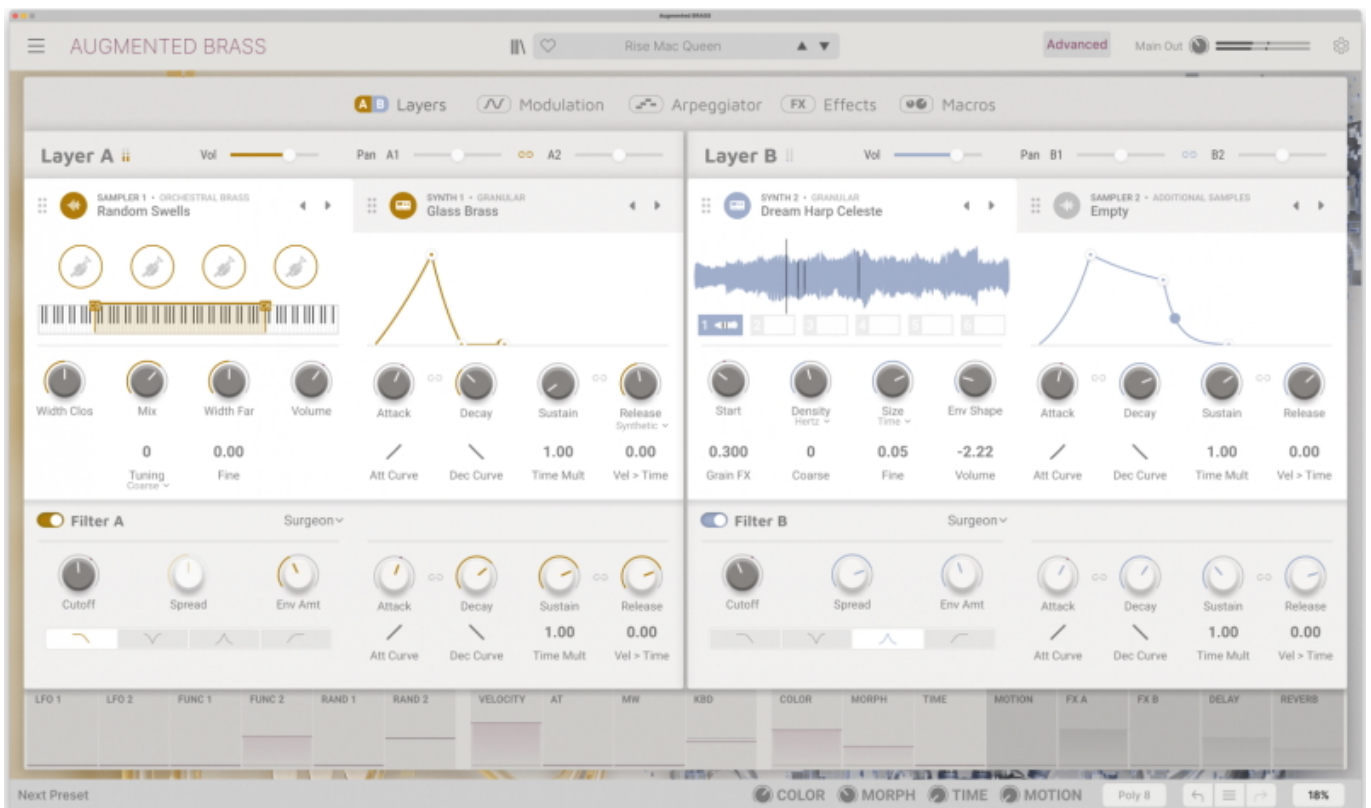 Augmented BRASS
AUGMENTED BRASS
Rise Mac Queen
Advanced
Main Out
A B Layers
Modulation
Arpeggiator
FX Effects
Macros
Layer A
Vol
Pan A1
A2
Layer B
Vol
Pan B1
B2
SAMPLER 1 • ORCHESTRAL BRASS
Random Swells
SYNTH 1 • GRANULAR
Glass Brass
SYNTH 2 • GRANULAR
Dream Harp Celeste
SAMPLER 2 • ADDITIONAL SAMPLES
Empty
1 2 3 4 5 6
Width Clos
Mix
Width Far
Volume
Attack
Decay
Sustain
Release
Synthetic
Start
Density
Hertz
Size
Time
Env Shape
Attack
Decay
Sustain
Release
0
Tuning
Coarse
0.00
Fine
Att Curve
Dec Curve
1.00
Time Mult
0.00
Vel > Time
0.300
Grain FX
0
Coarse
0.05
Fine
-2.22
Volume
Att Curve
Dec Curve
1.00
Time Mult
0.00
Vel > Time
Filter A
Surgeon
Filter B
Surgeon
Cutoff
Spread
Env Amt
Attack
Decay
Sustain
Release
Cutoff
Spread
Env Amt
Attack
Decay
Sustain
Release
Att Curve
Dec Curve
1.00
Time Mult
0.00
Vel > Time
Att Curve
Dec Curve
1.00
Time Mult
0.00
Vel > Time
LFO 1
LFO 2
FUNC 1
FUNC 2
RAND 1
RAND 2
VELOCITY
AT
MW
KBD
COLOR
MORPH
TIME
MOTION
FX A
FX B
DELAY
REVERB
Next Preset
COLOR
MORPH
TIME
MOTION
Poly 8
18%